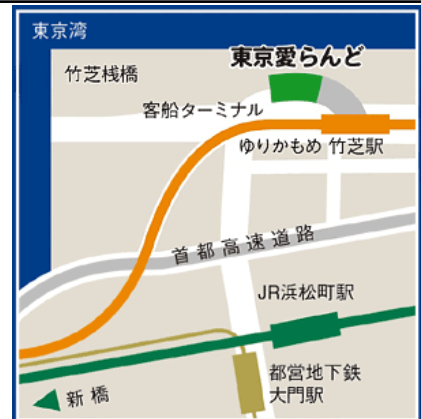 東京湾
竹芝桟橋
東京愛らんど
客船ターミナル
ゆりかもめ 竹芝駅
首都高速道路
JR浜松町駅
都営地下鉄
大門駅
新橋